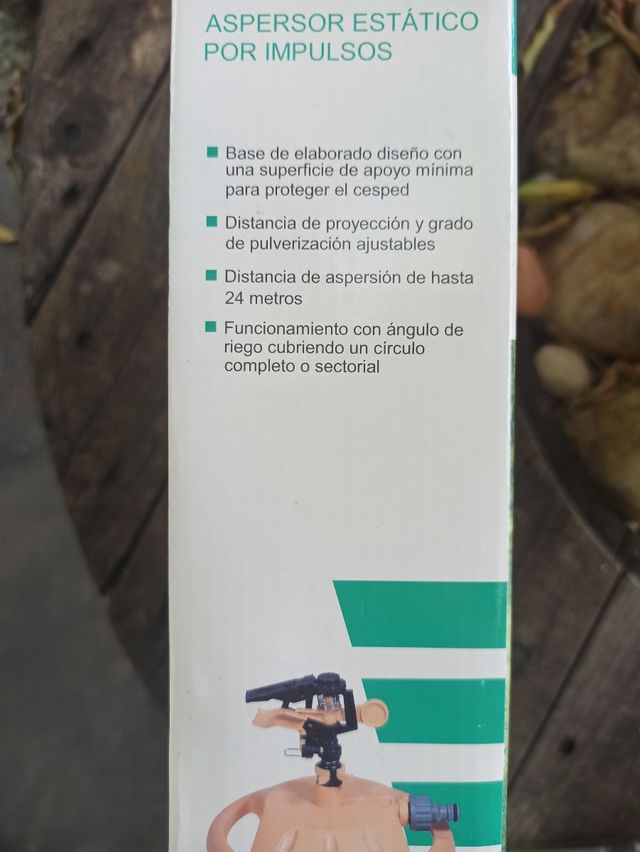 ASPERSOR ESTÁTICO
POR IMPULSOS
Base de elaborado diseño con
una superficie de apoyo mínima
para proteger el cesped
Distancia de proyección y grado
de pulverización ajustables
Distancia de aspersión de hasta
24 metros
Funcionamiento con ángulo de
riego cubriendo un círculo
completo o sectorial